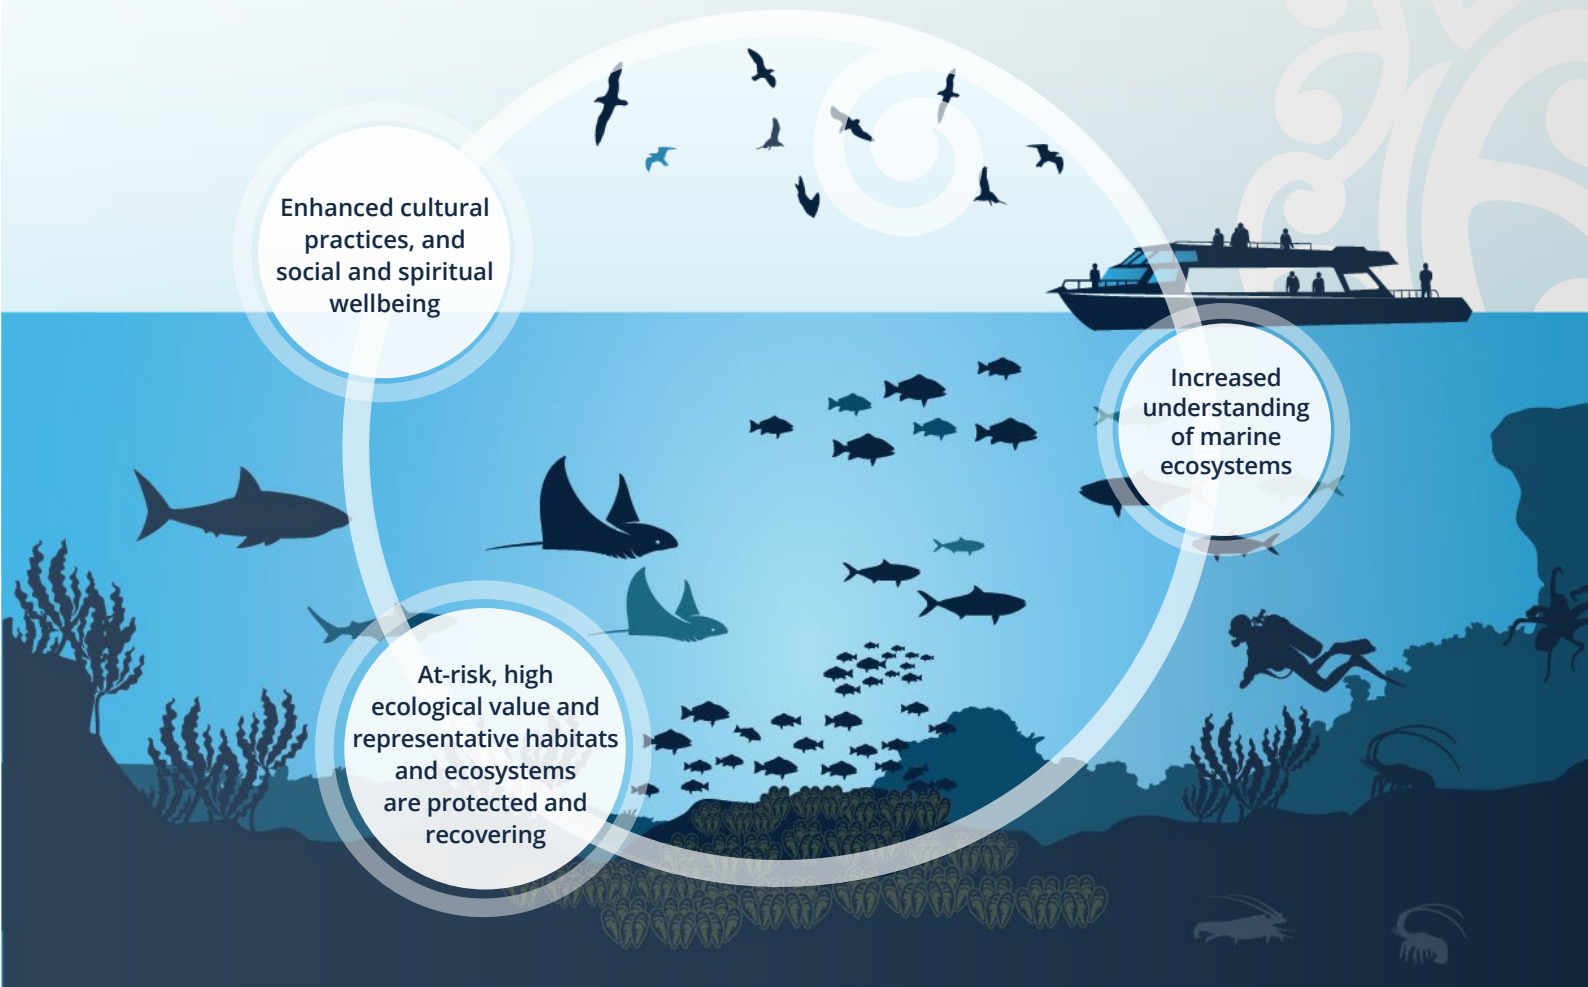 Enhanced cultural
practices, and
social and spiritual
wellbeing
Increased
understanding
of marine
ecosystems
At-risk, high
ecological value and
representative habitats
and ecosystems
are protected and
recovering